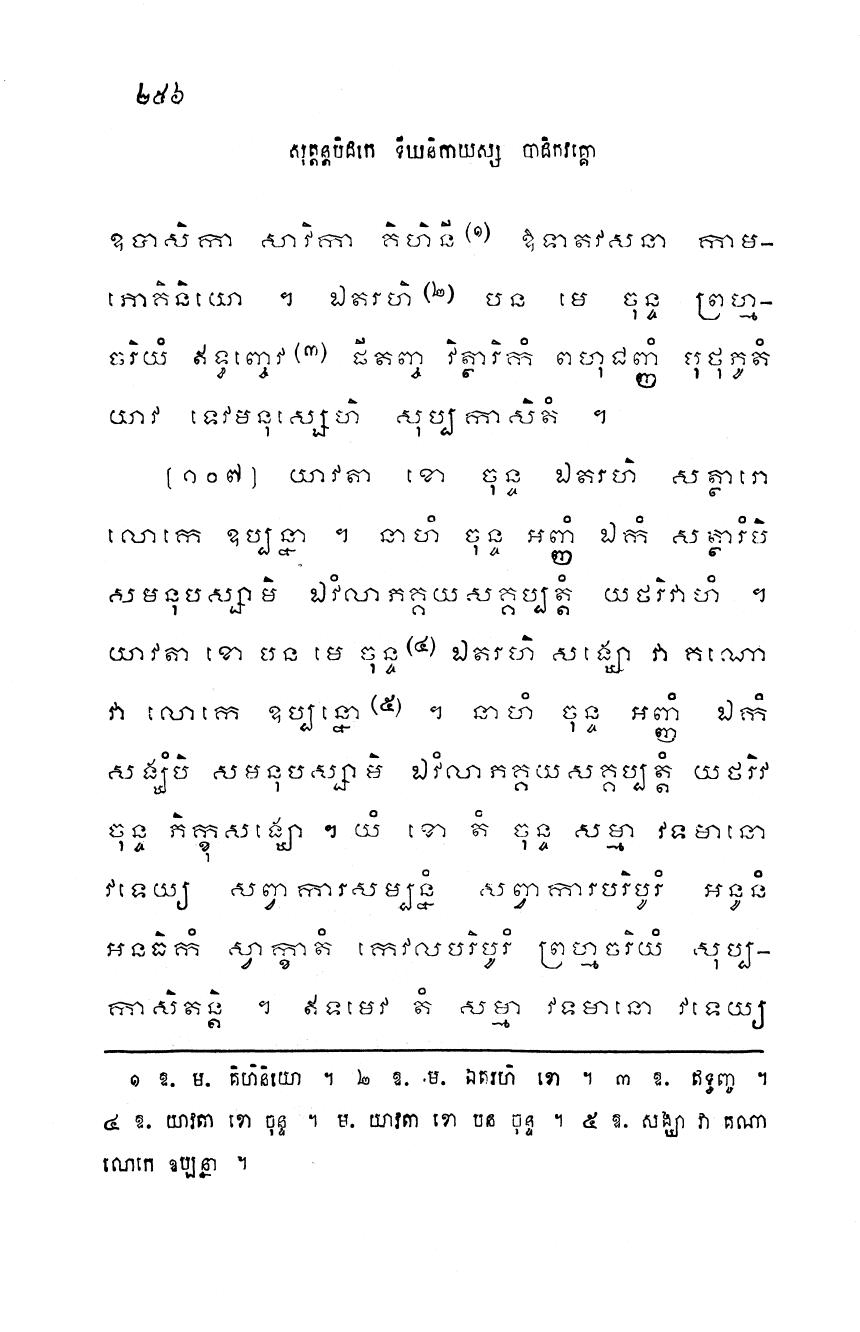 ២៥៦
សុត្តន្តបិដកេ ទីឃនិកាយស្ស បាដិកវគ្គោ
ឧបាសិកា សាវិកា គិហិនី (១) ឱទាតវសនា កាម-
ភោគិនិយោ ។ ឯតរហិ (២) បន មេ ចុន្ទ ព្រហ្ម-
ចរិយំ ឥទ្ធញ្ចេវ (៣) ផីតញ្ច វិត្ថារិកំ ពហុជញ្ញំ បុថុភូតំ
យាវ ទេវមនុស្សេហិ សុប្បកាសិតំ ។
[១០៧] យាវតា ខោ ចុន្ទ ឯតរហិ សត្ថារោ
លោកេ ឧប្បន្នា ។ នាហំ ចុន្ទ អញ្ញំ ឯកំ សត្ថារំបិ
សមនុបស្សាមិ ឯវំលាភគ្គយសគ្គប្បត្តំ យថរិវាហំ ។
យាវតា ខោ បន មេ ចុន្ទ (៤) ឯតរហិ សង្ឃោ វា គណោ
វា លោកេ ឧប្បន្នោ (៥) ។ នាហំ ចុន្ទ អញ្ញំ ឯកំ
សង្ឃំបិ សមនុបស្សាមិ ឯវំលាភគ្គយសគ្គប្បត្តំ យថរិវ
ចុន្ទ ភិក្ខុសង្ឃោ ។ យំ ខោ តំ ចុន្ទ សម្មា វទមានោ
វទេយ្យ សព្វាការសម្បន្នំ សព្វាការបរិបូរំ អនូនំ
អនធិកំ ស្វាក្ខាតំ កេវលបរិបូរំ ព្រហ្មចរិយំ សុប្ប-
កាសិតន្តិ ។ ឥទមេវ តំ សម្មា វទមានោ វទេយ្យ
១ ឧ. ម. គិហិនិយោ ។ ២ ឧ. ម. ឯតរហិ ខោ ។ ៣ ឧ. ឥទ្ធញ្ច ។
៤ ឧ. យាវតា ខោ ចុន្ទ ។ ម. យាវតា ខោ បន ចុន្ទ ។ ៥ ឧ. សង្ឃា វា គណា
លោកេ ឧប្បន្នា ។